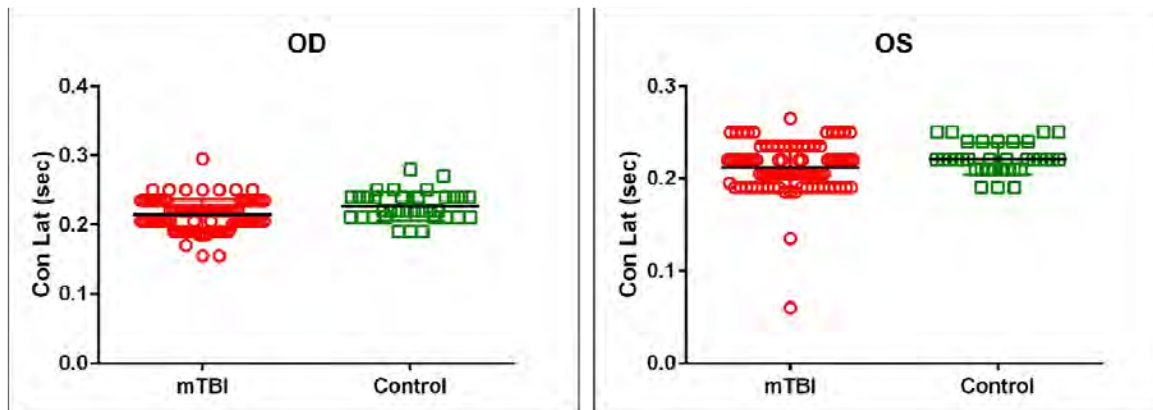 OD
Con Lat (sec)
0.4
0.3
0.2
0.1
0.0
mTBI Control
OS
Con Lat (sec)
0.3
0.2
0.1
0.0
mTBI Control